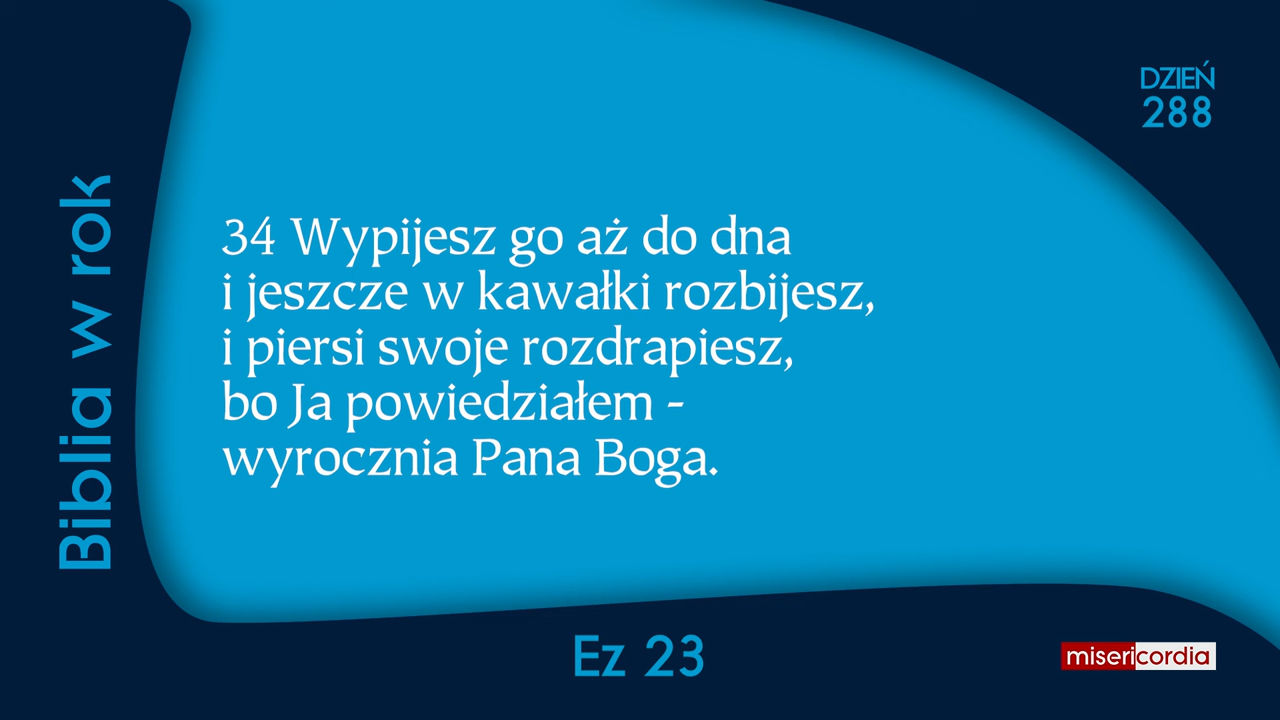 Biblia w rok
DZIEŃ
288
34 Wypijesz go aż do dna
i jeszcze w kawałki rozbijesz,
i piersi swoje rozdrapiesz,
bo Ja powiedziałem -
wyrocznia Pana Boga.
Ez 23
misericordia